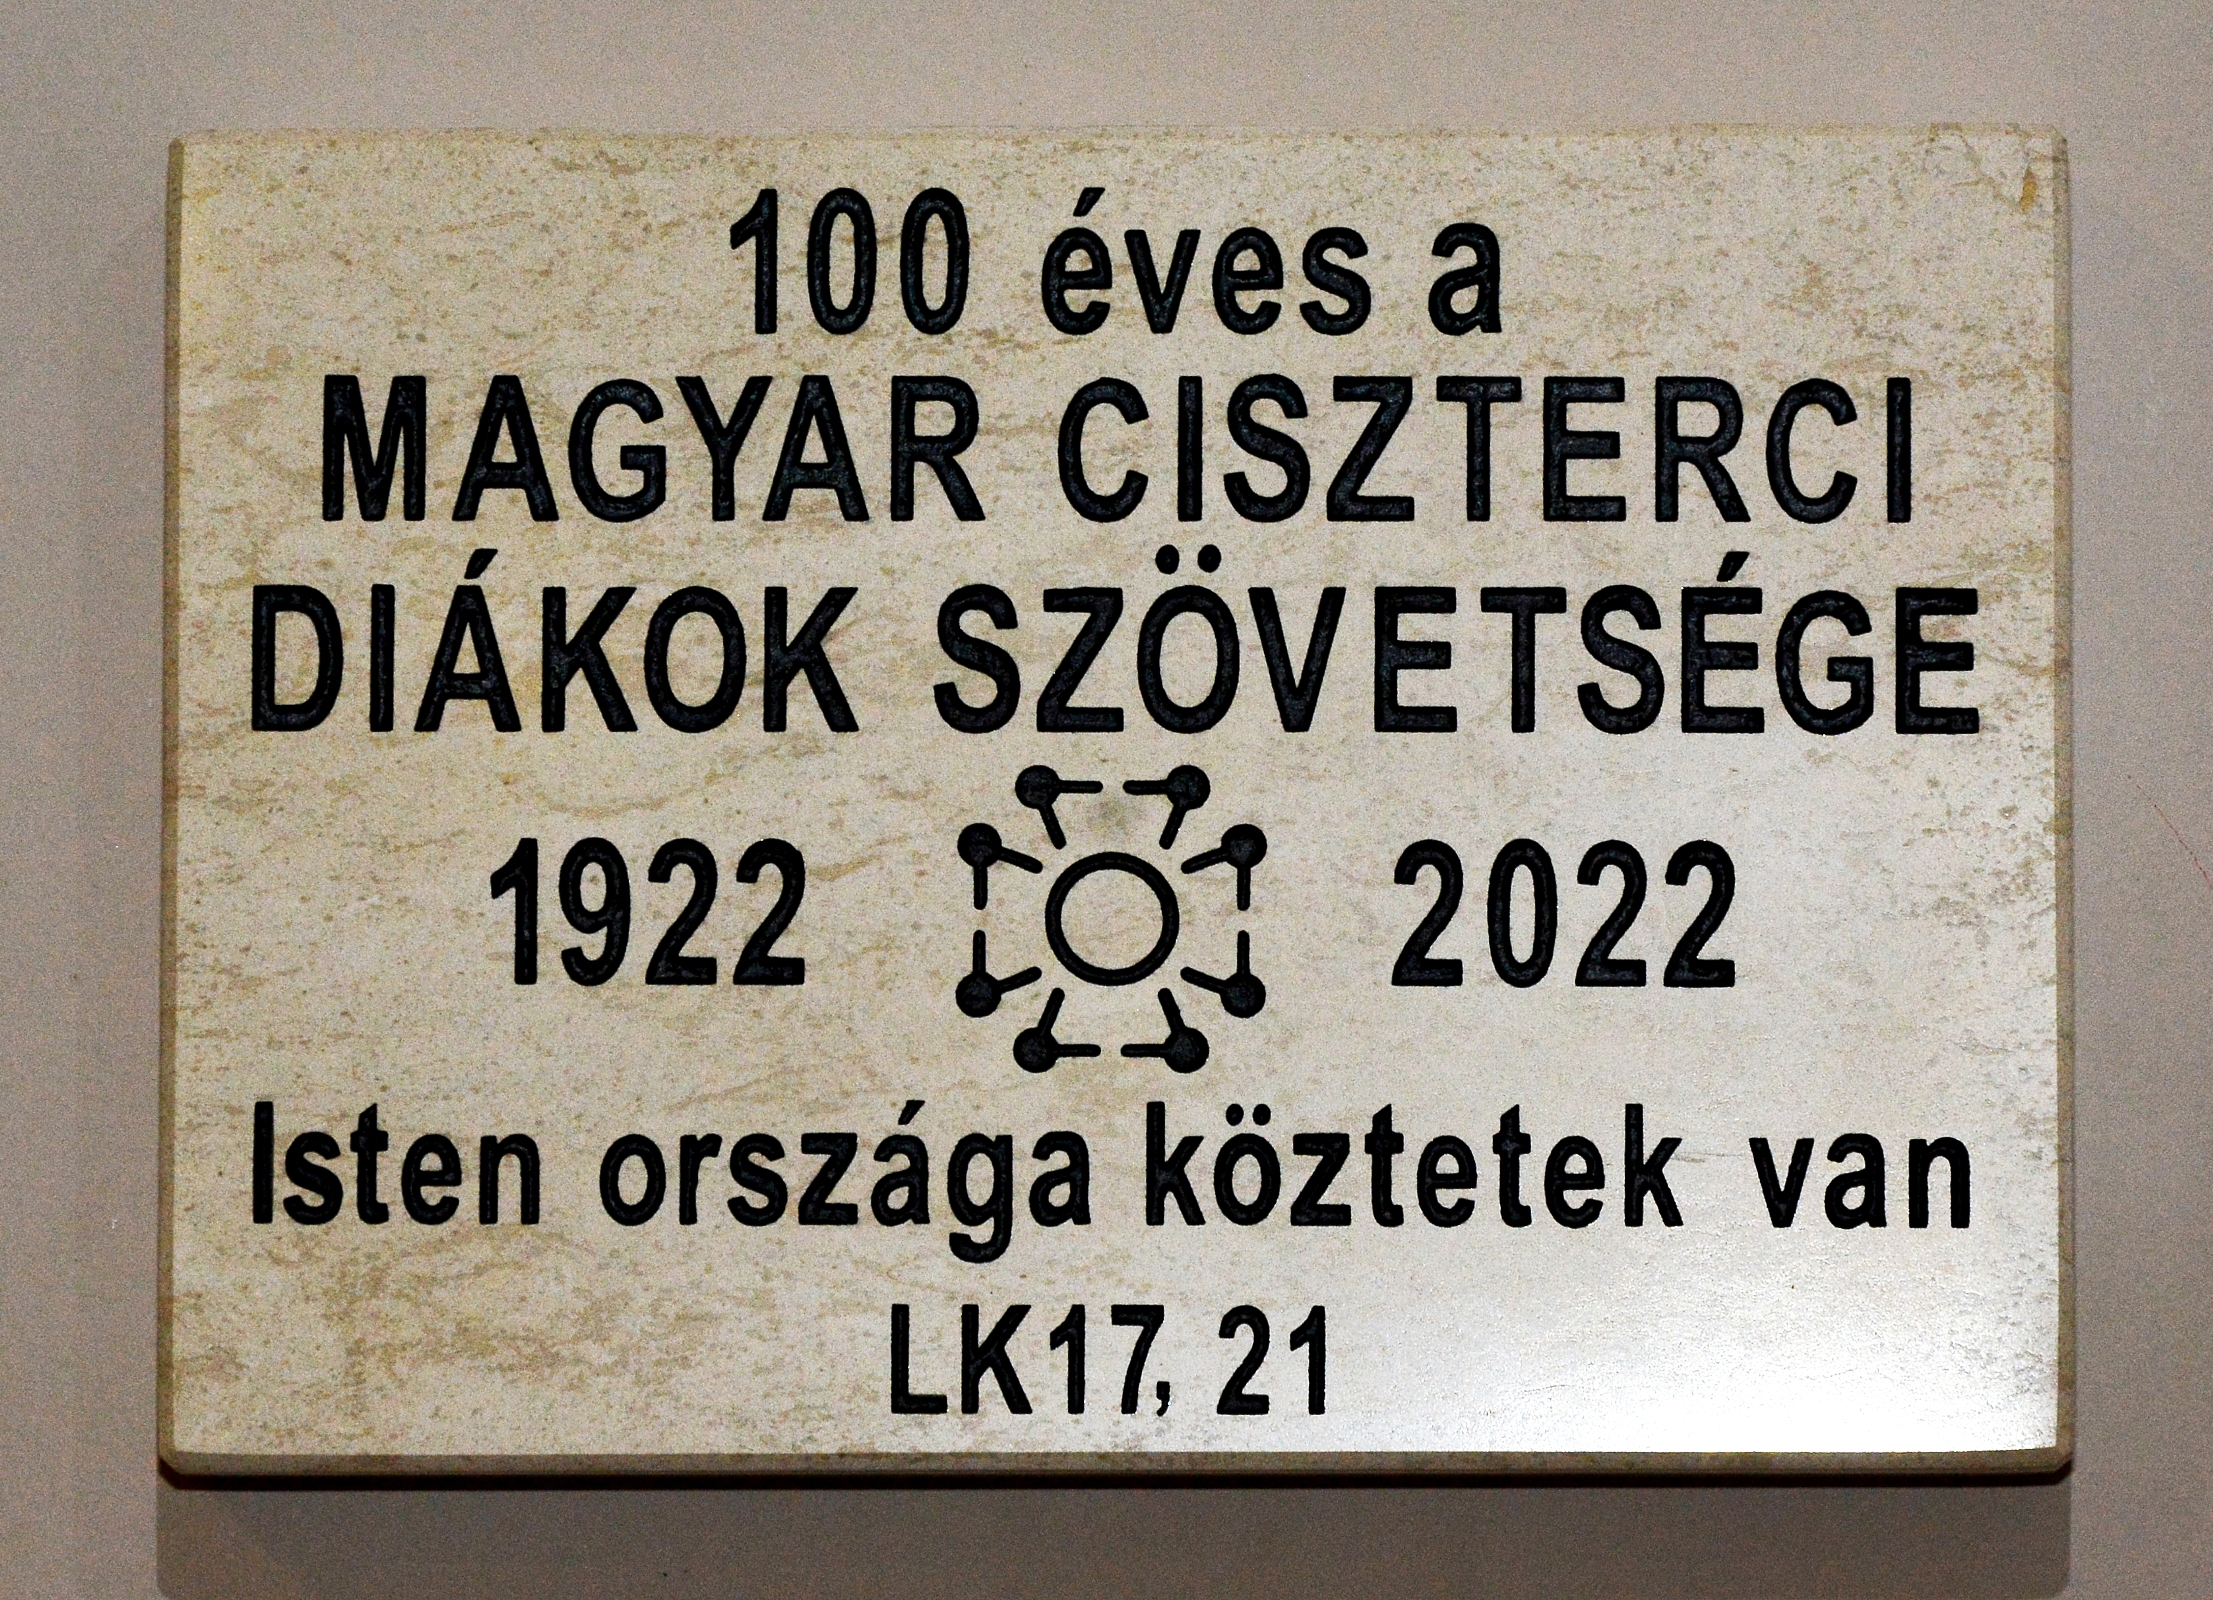 100 éves a
MAGYAR CISZTERCI
DIÁKOK SZÖVETSÉGE
1922 2022
Isten országa köztetek van
LK17, 21